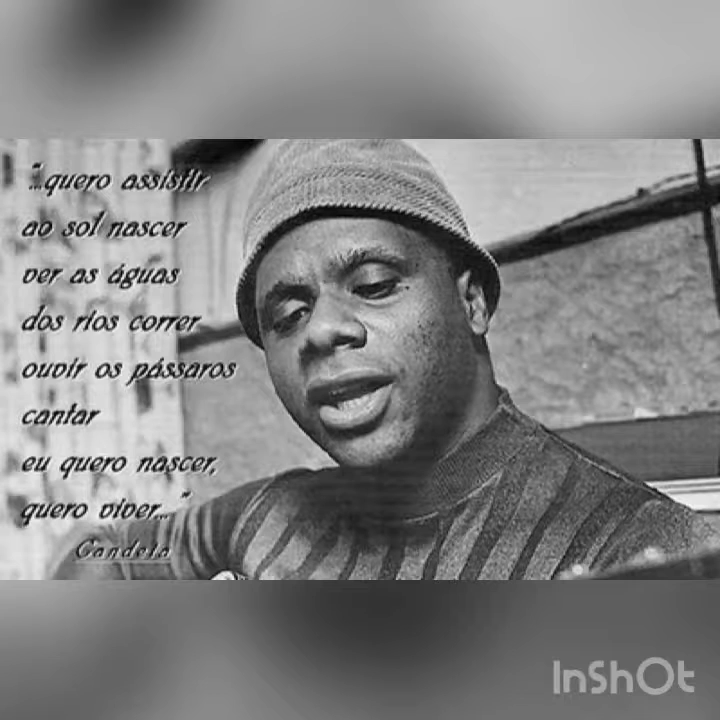 "...quero assistir
ao sol nascer
ver as águas
dos rios correr
ouvir os pássaros
cantar
eu quero nascer,
quero viver..."
Candeia
InShOt